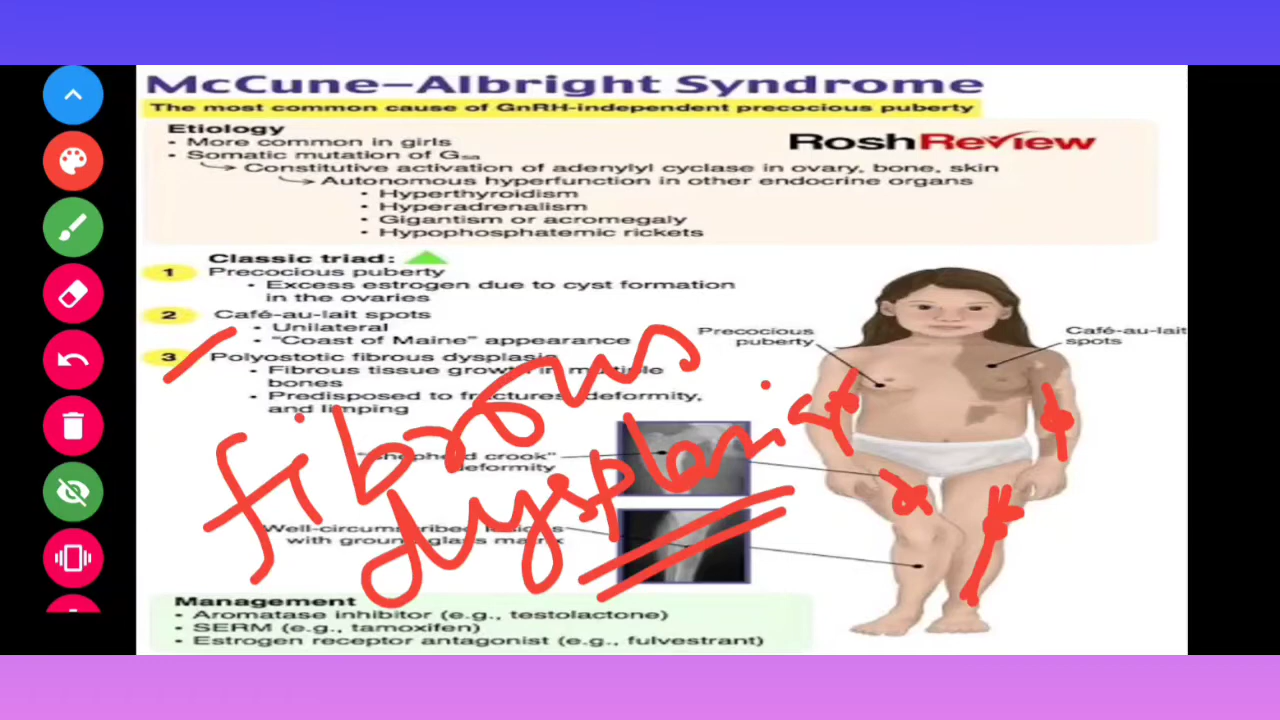 McCune–Albright Syndrome
The most common cause of GnRH-independent precocious puberty
Etiology
• More common in girls
RoshReview
• Somatic mutation of Gsα
Constitutive activation of adenylyl cyclase in ovary, bone, skin
Autonomous hyperfunction in other endocrine organs
• Hyperthyroidism
• Hyperadrenalism
• Gigantism or acromegaly
• Hypophosphatemic rickets
Classic triad:
1 Precocious puberty
• Excess estrogen due to cyst formation
in the ovaries
2 Café-au-lait spots
• Unilateral
• "Coast of Maine" appearance
3 Polyostotic fibrous dysplasia
• Fibrous tissue growth in multiple
bones
• Predisposed to fractures, deformity,
and limping
Precocious
puberty
Café-au-lait
spots
fibrous
dysplasia
crook"
deformity
with ground glass matrix
Management
• Aromatase inhibitor (e.g., testolactone)
• SERM (e.g., tamoxifen)
• Estrogen receptor antagonist (e.g., fulvestrant)